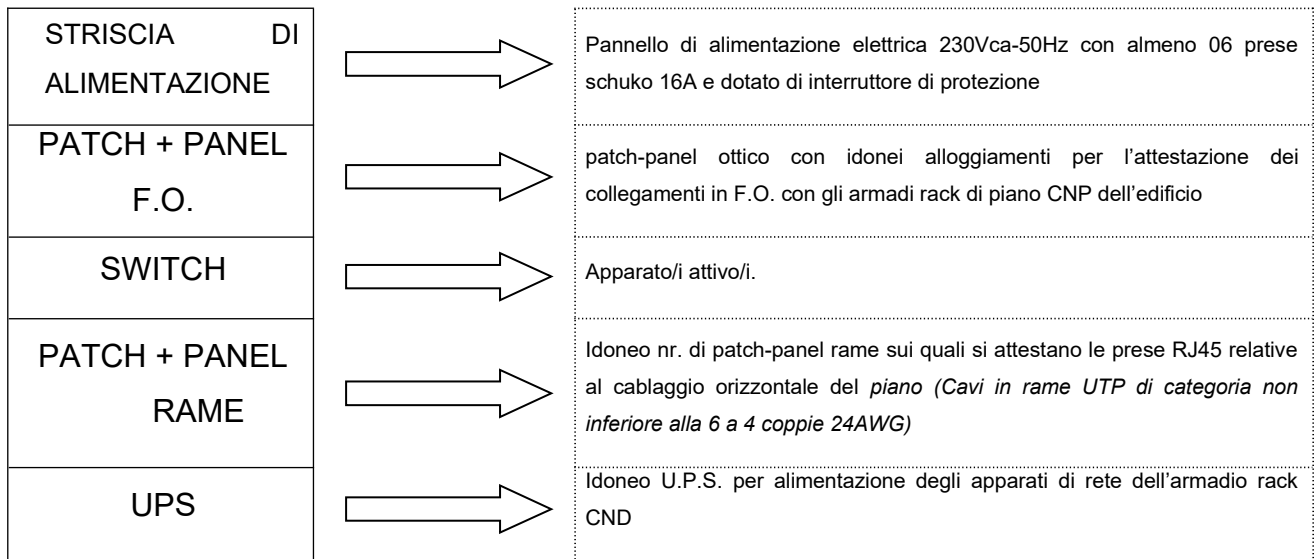 STRISCIA DI
ALIMENTAZIONE
Pannello di alimentazione elettrica 230Vca-50Hz con almeno 06 prese
schuko 16A e dotato di interruttore di protezione
PATCH + PANEL
F.O.
patch-panel ottico con idonei alloggiamenti per l’attestazione dei
collegamenti in F.O. con gli armadi rack di piano CNP dell’edificio
SWITCH
Apparato/i attivo/i.
PATCH + PANEL
RAME
Idoneo nr. di patch-panel rame sui quali si attestano le prese RJ45 relative
al cablaggio orizzontale del piano (Cavi in rame UTP di categoria non
inferiore alla 6 a 4 coppie 24AWG)
UPS
Idoneo U.P.S. per alimentazione degli apparati di rete dell’armadio rack
CND